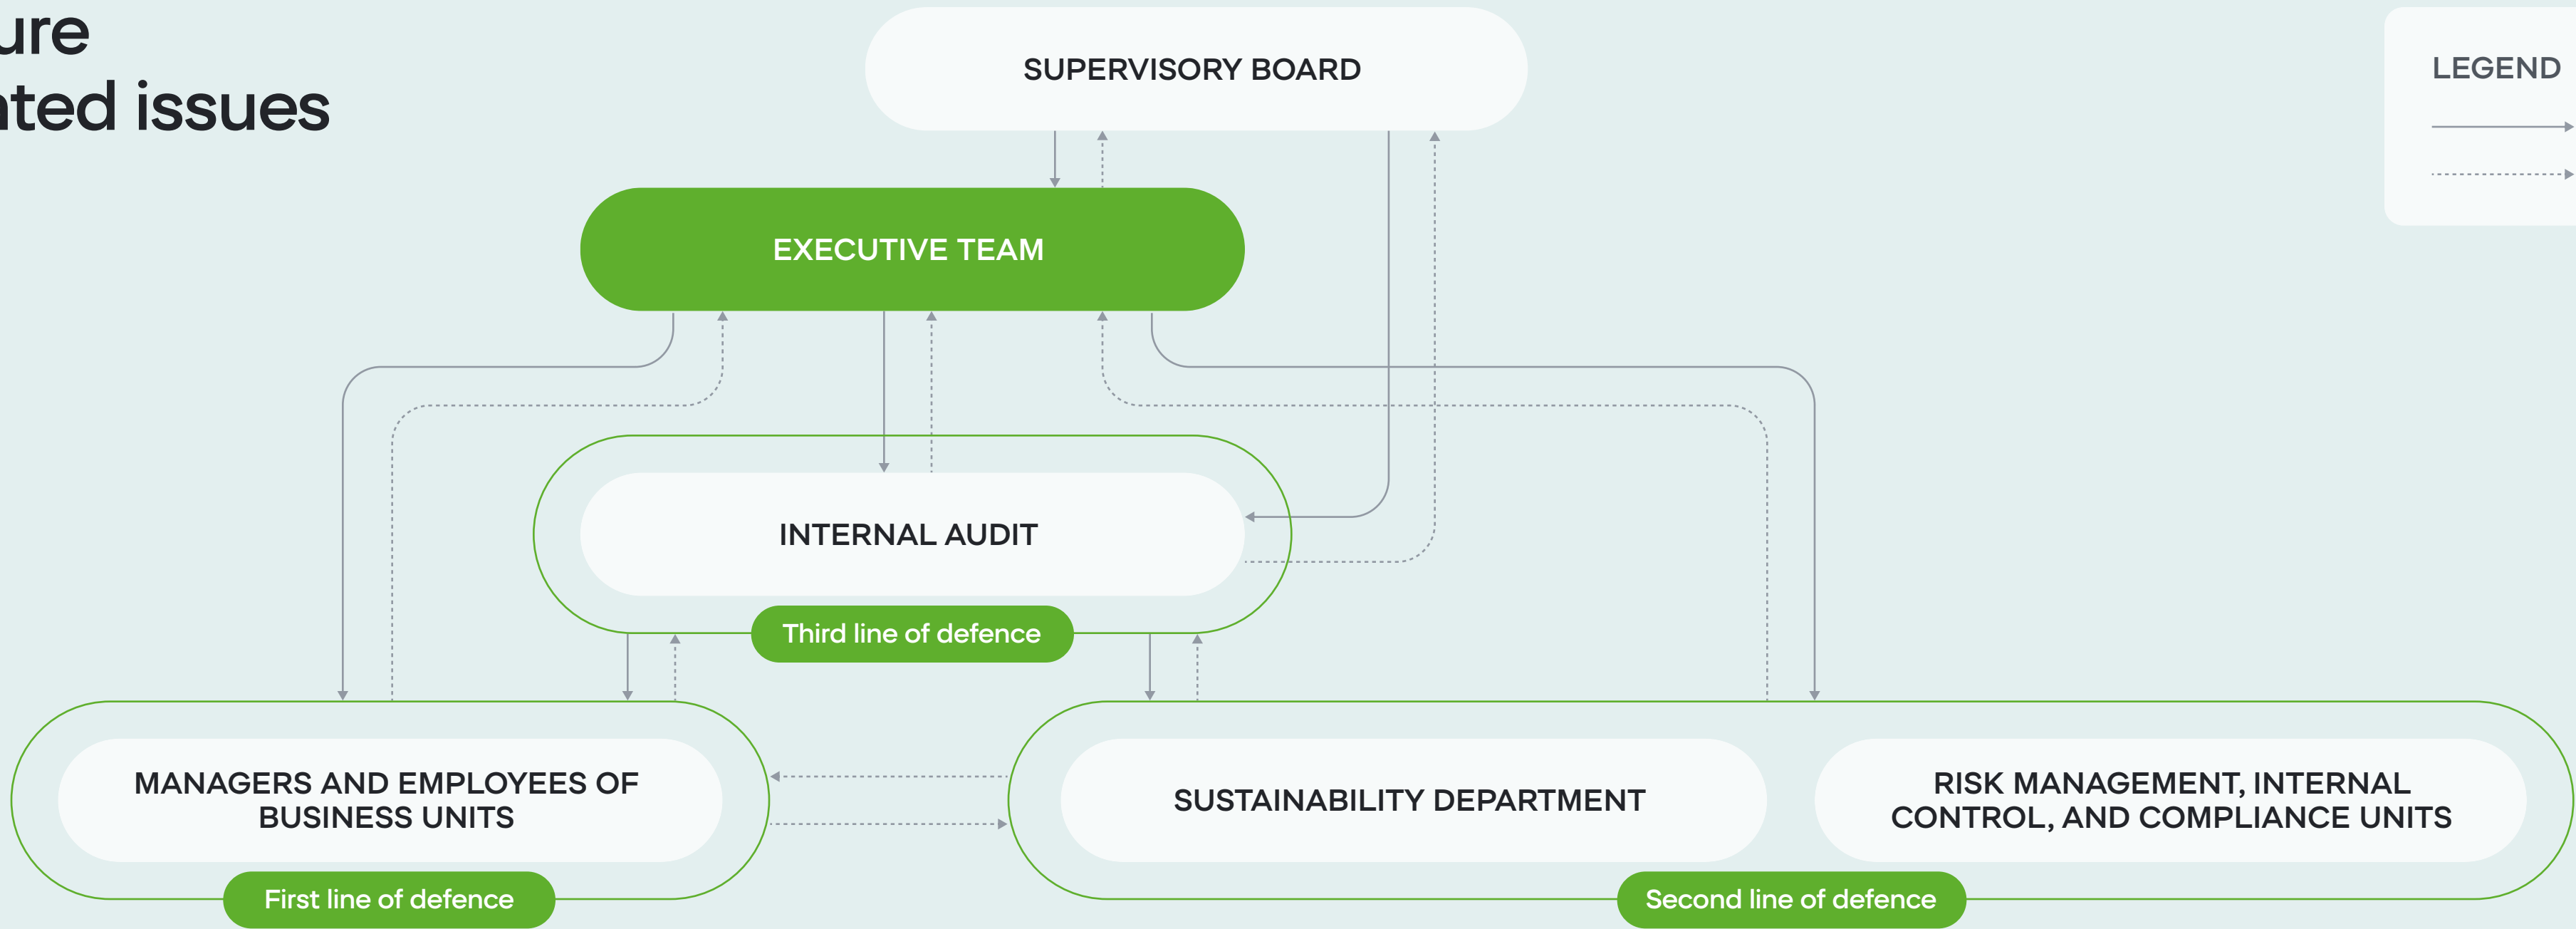 ure
ated issues
SUPERVISORY BOARD
LEGEND
EXECUTIVE TEAM
INTERNAL AUDIT
Third line of defence
MANAGERS AND EMPLOYEES OF
BUSINESS UNITS
SUSTAINABILITY DEPARTMENT
RISK MANAGEMENT, INTERNAL
CONTROL, AND COMPLIANCE UNITS
First line of defence
Second line of defence